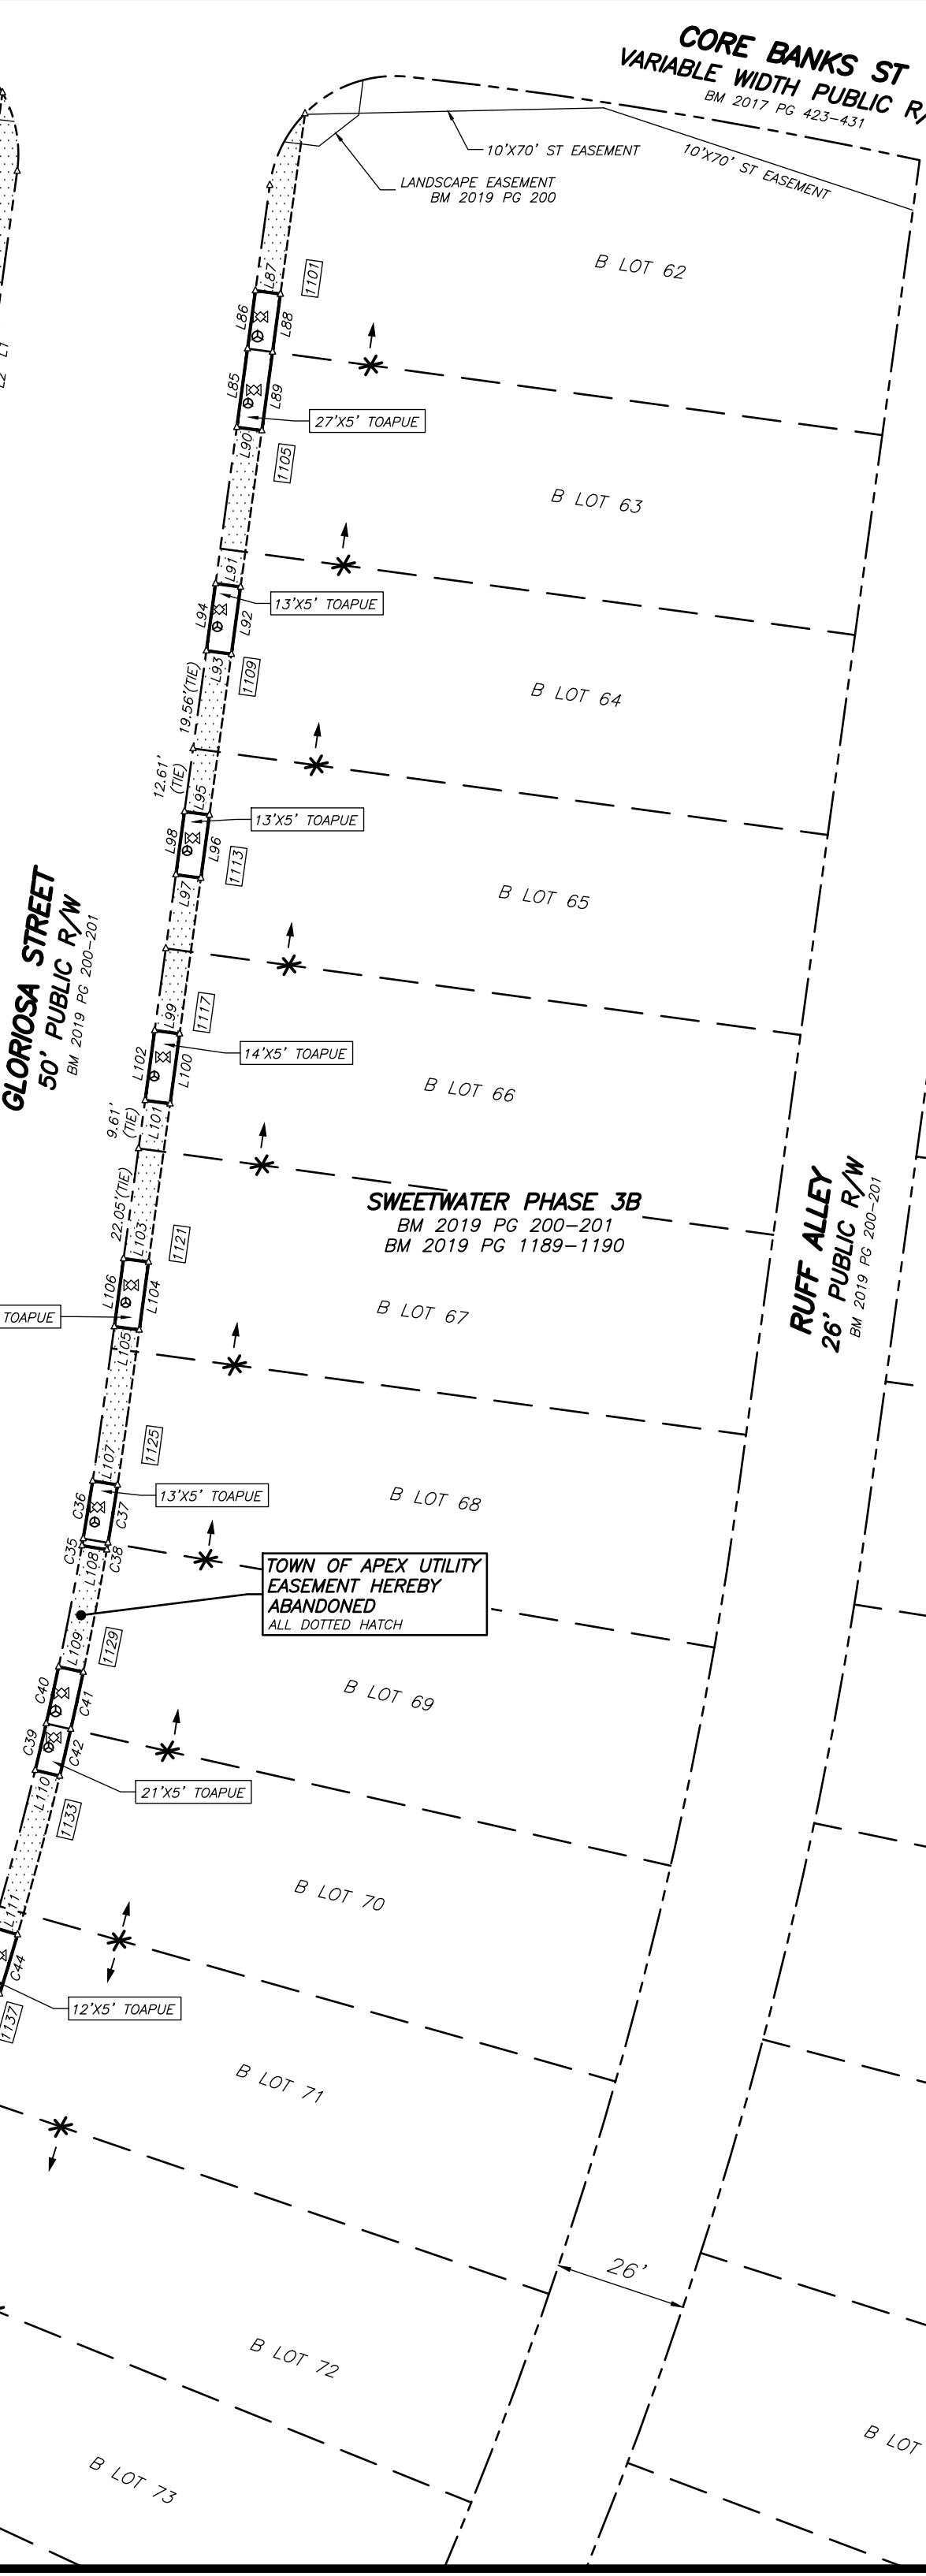 CORE BANKS ST
VARIABLE WIDTH PUBLIC R/
BM 2017 PG 423-431
10'X70' ST EASEMENT
10'X70' ST EASEMENT
LANDSCAPE EASEMENT
BM 2019 PG 200
B LOT 62
L87
1101
L86
L88
L2 L1
L85
L89
27'X5' TOAPUE
L90
1105
B LOT 63
L91
13'X5' TOAPUE
L94
L92
L93
1109
19.56'(TIE)
B LOT 64
12.61'
(TIE)
L95
13'X5' TOAPUE
L98
L96
1113
L97
B LOT 65
GLORIOSA STREET
50' PUBLIC R/W
BM 2019 PG 200-201
L99
1117
14'X5' TOAPUE
L102
L100
B LOT 66
9.61'
(TIE)
L101
SWEETWATER PHASE 3B
BM 2019 PG 200-201
BM 2019 PG 1189-1190
RUFF ALLEY
26' PUBLIC R/W
BM 2019 PG 200-201
22.05'(TIE)
L103
1121
L106
L104
TOAPUE
L105
B LOT 67
1125
L107
13'X5' TOAPUE
C36
C37
B LOT 68
C35
L108
C38
TOWN OF APEX UTILITY
EASEMENT HEREBY
ABANDONED
ALL DOTTED HATCH
L109
1129
C40
C41
B LOT 69
C39
C42
21'X5' TOAPUE
L110
1133
B LOT 70
L111
C44
12'X5' TOAPUE
1137
B LOT 71
26'
B LOT 72
B LOT
B LOT 73